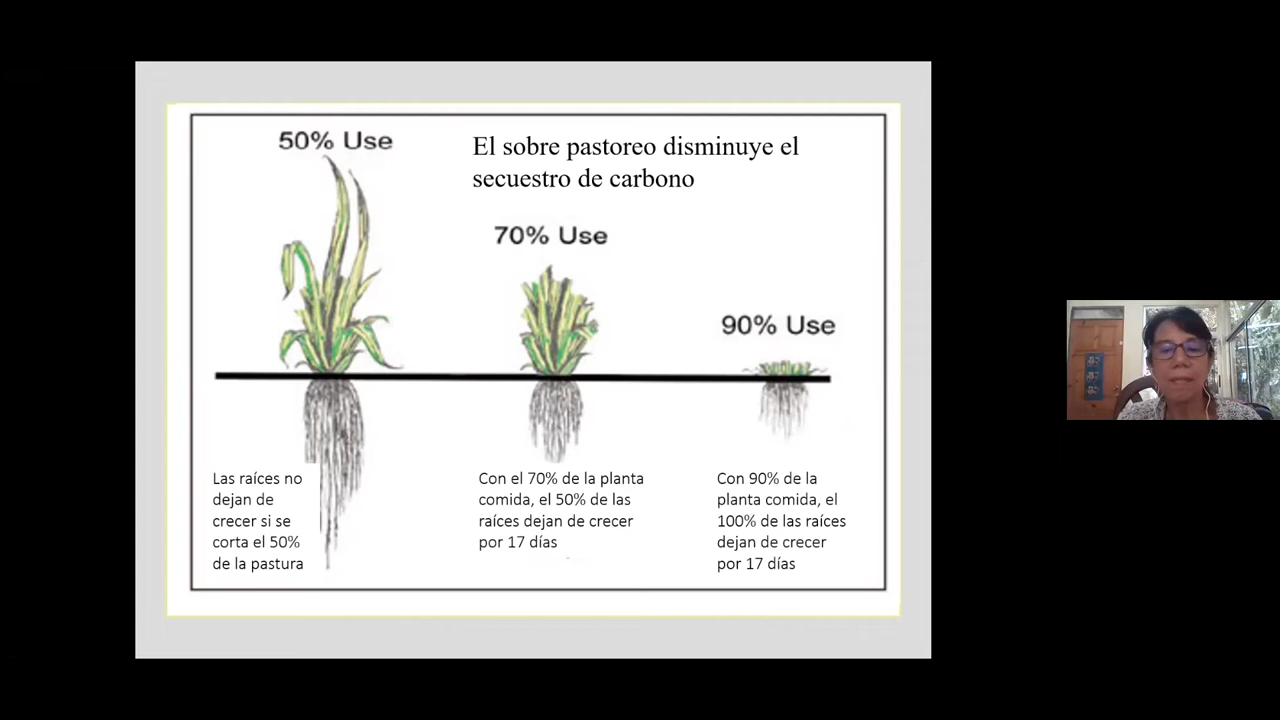 50% Use
El sobre pastoreo disminuye el
secuestro de carbono
70% Use
90% Use
Las raíces no
dejan de
crecer si se
corta el 50%
de la pastura
Con el 70% de la planta
comida, el 50% de las
raíces dejan de crecer
por 17 días
Con 90% de la
planta comida, el
100% de las raíces
dejan de crecer
por 17 días